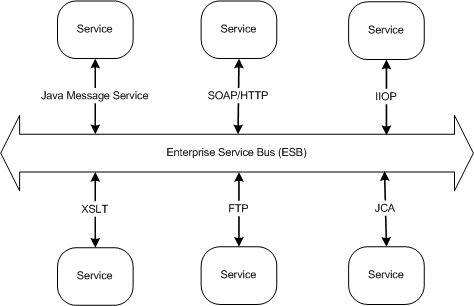 Service
Service
Service
Java Message Service
SOAP/HTTP
IIOP
Enterprise Service Bus (ESB)
XSLT
FTP
JCA
Service
Service
Service